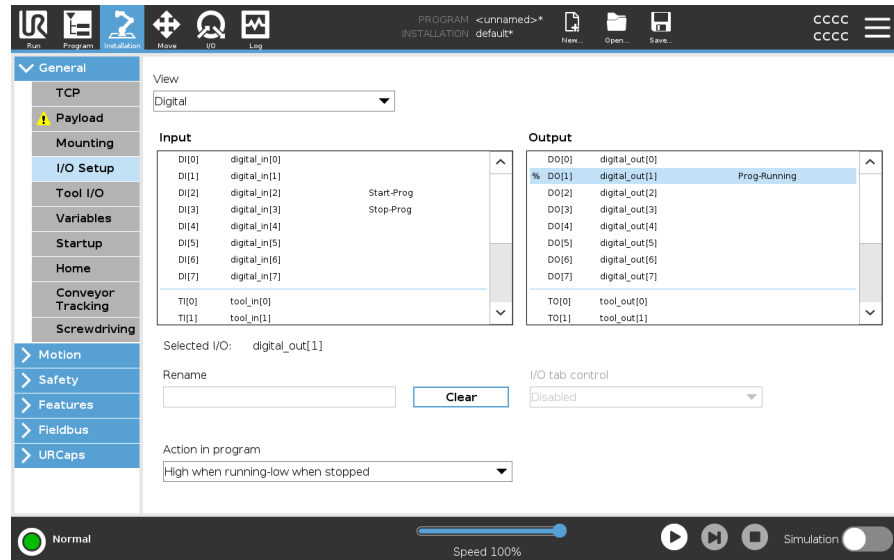 UR
PROGRAM <unnamed>*
INSTALLATION default*
CCCC
CCCC
Run Program Installation Move I/O Log New... Open... Save...
General
TCP
Payload
Mounting
I/O Setup
Tool I/O
Variables
Startup
Home
Conveyor
Tracking
Screwdriving
Motion
Safety
Features
Fieldbus
URCaps
View
Digital
Input
DI[0] digital_in[0]
DI[1] digital_in[1]
DI[2] digital_in[2] Start-Prog
DI[3] digital_in[3] Stop-Prog
DI[4] digital_in[4]
DI[5] digital_in[5]
DI[6] digital_in[6]
DI[7] digital_in[7]
TI[0] tool_in[0]
TI[1] tool_in[1]
Output
DO[0] digital_out[0]
% DO[1] digital_out[1] Prog-Running
DO[2] digital_out[2]
DO[3] digital_out[3]
DO[4] digital_out[4]
DO[5] digital_out[5]
DO[6] digital_out[6]
DO[7] digital_out[7]
TO[0] tool_out[0]
TO[1] tool_out[1]
Selected I/O: digital_out[1]
Rename
Clear
I/O tab control
Disabled
Action in program
High when running-low when stopped
Normal
Speed 100%
Simulation